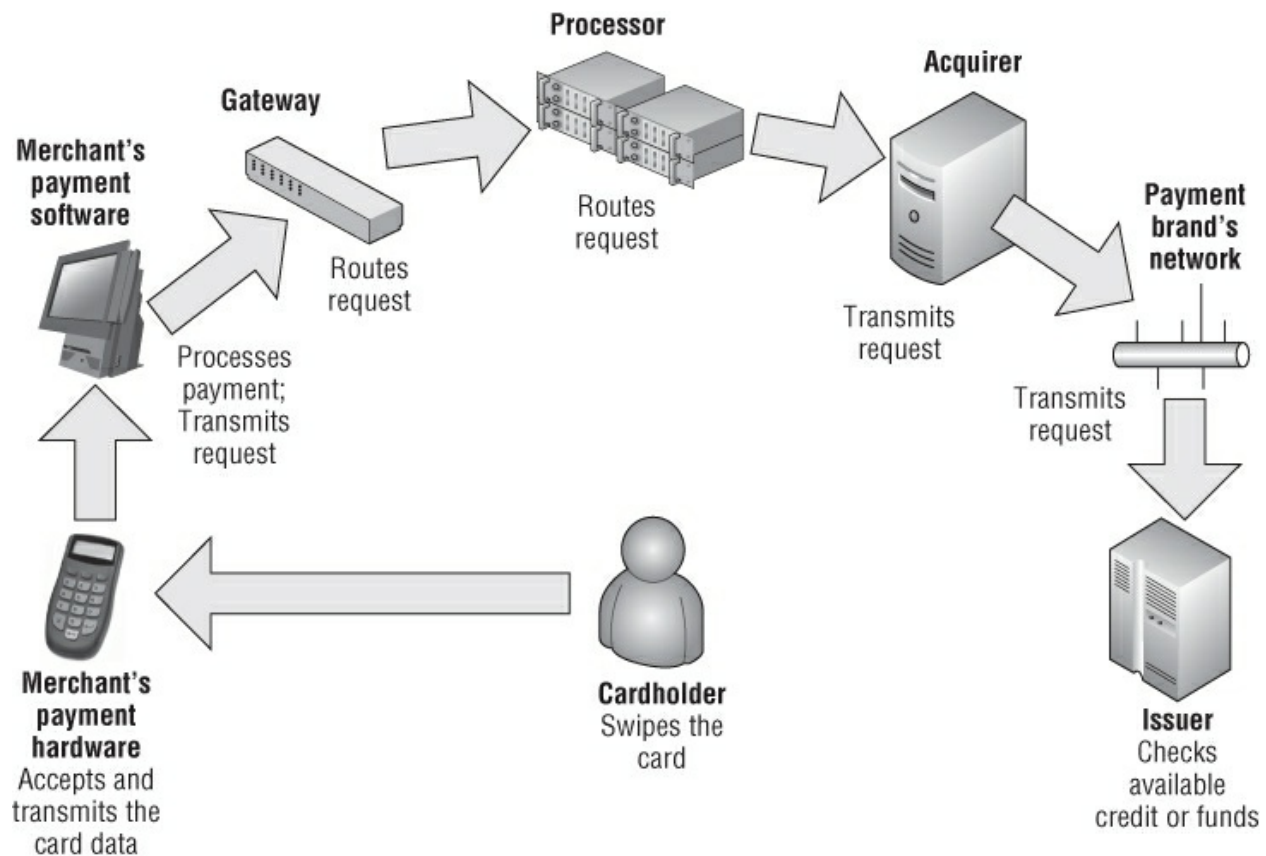 Processor
Routes
request
Gateway
Routes
request
Acquirer
Transmits
request
Merchant's
payment
software
Processes
payment;
Transmits
request
Payment
brand's
network
Transmits
request
Merchant's
payment
hardware
Accepts and
transmits the
card data
Cardholder
Swipes the
card
Issuer
Checks
available
credit or funds